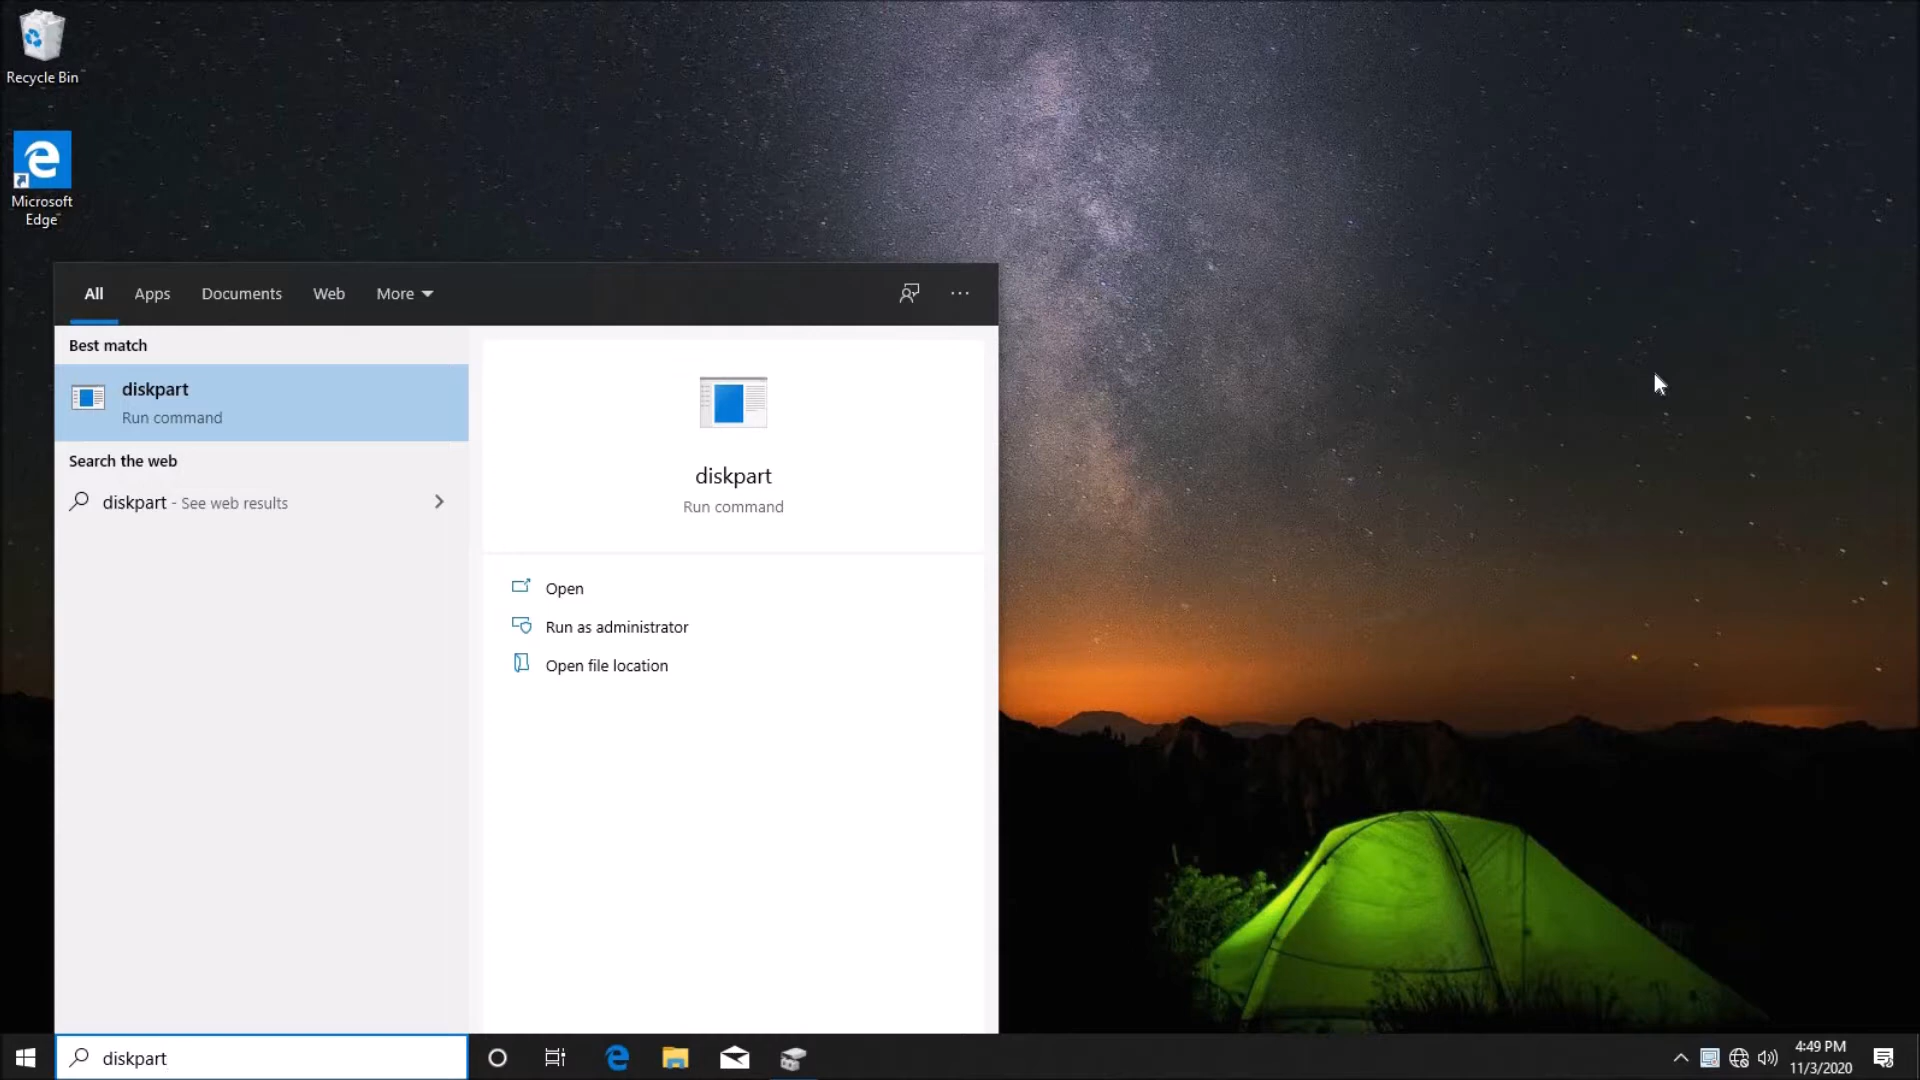 Recycle Bin
Microsoft
Edge
All Apps Documents Web More
Best match
diskpart
Run command
Search the web
diskpart - See web results
diskpart
Run command
Open
Run as administrator
Open file location
diskpart
4:49 PM
11/3/2020